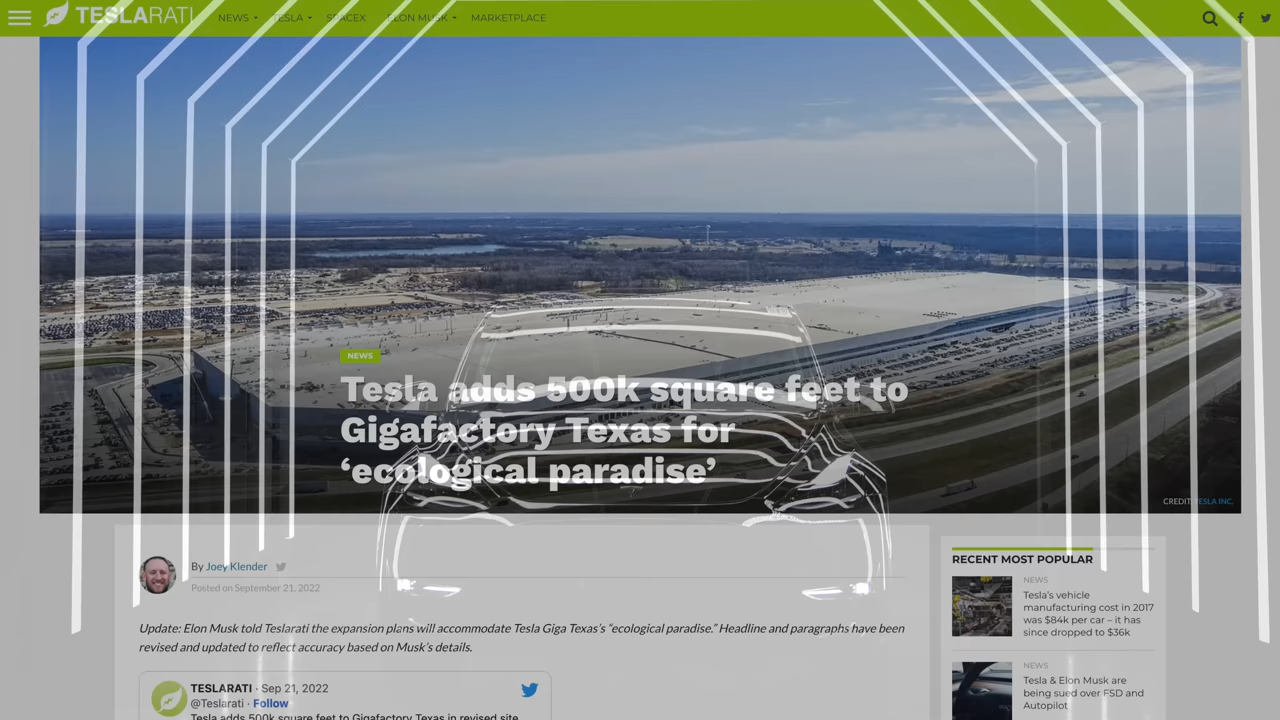 TESLARATI
NEWS TESLA SPACEX ELON MUSK MARKETPLACE
NEWS
Tesla adds 500k square feet to
Gigafactory Texas for
‘ecological paradise’
CREDIT: TESLA INC.
By Joey Klender
Posted on September 21, 2022
Update: Elon Musk told Teslarati the expansion plans will accommodate Tesla Giga Texas’s “ecological paradise.” Headline and paragraphs have been
revised and updated to reflect accuracy based on Musk’s details.
TESLARATI · Sep 21, 2022
@Teslarati · Follow
Tesla adds 500k square feet to Gigafactory Texas in revised site
RECENT MOST POPULAR
NEWS
Tesla’s vehicle
manufacturing cost in 2017
was $84k per car – it has
since dropped to $36k
NEWS
Tesla & Elon Musk are
being sued over FSD and
Autopilot